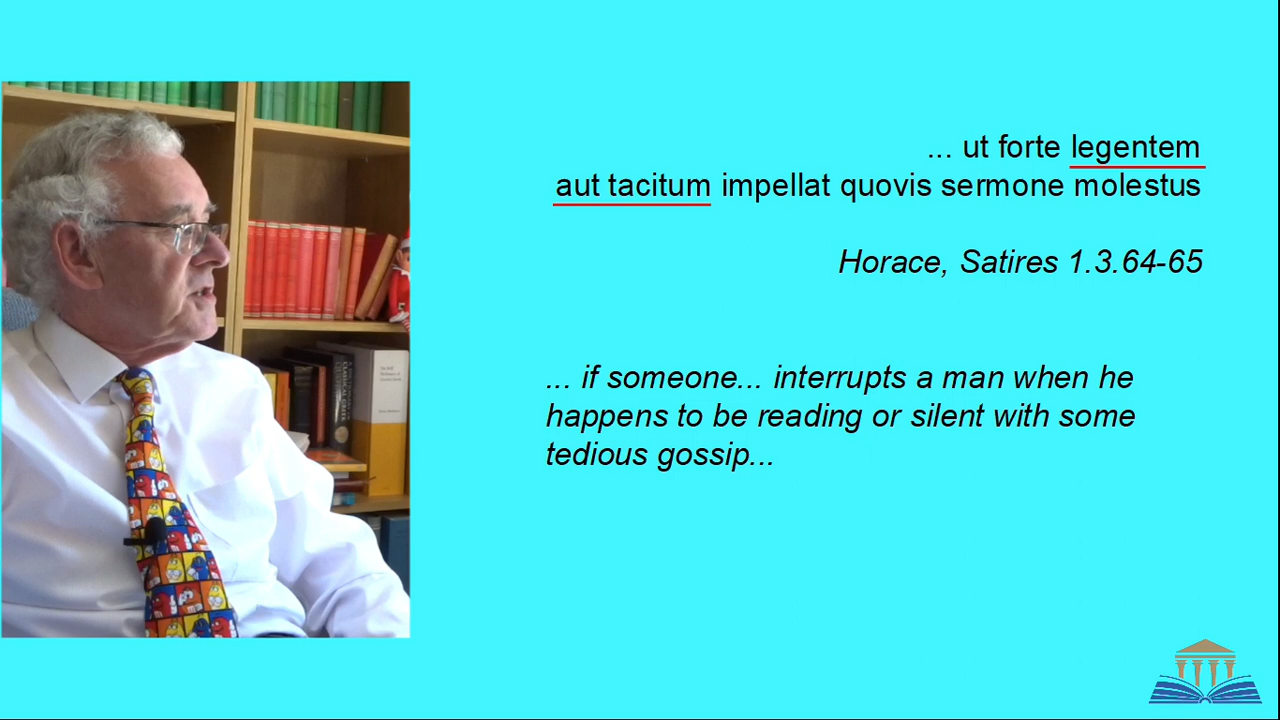 ... ut forte legentem
aut tacitum impellat quovis sermone molestus
Horace, Satires 1.3.64-65
... if someone... interrupts a man when he
happens to be reading or silent with some
tedious gossip...